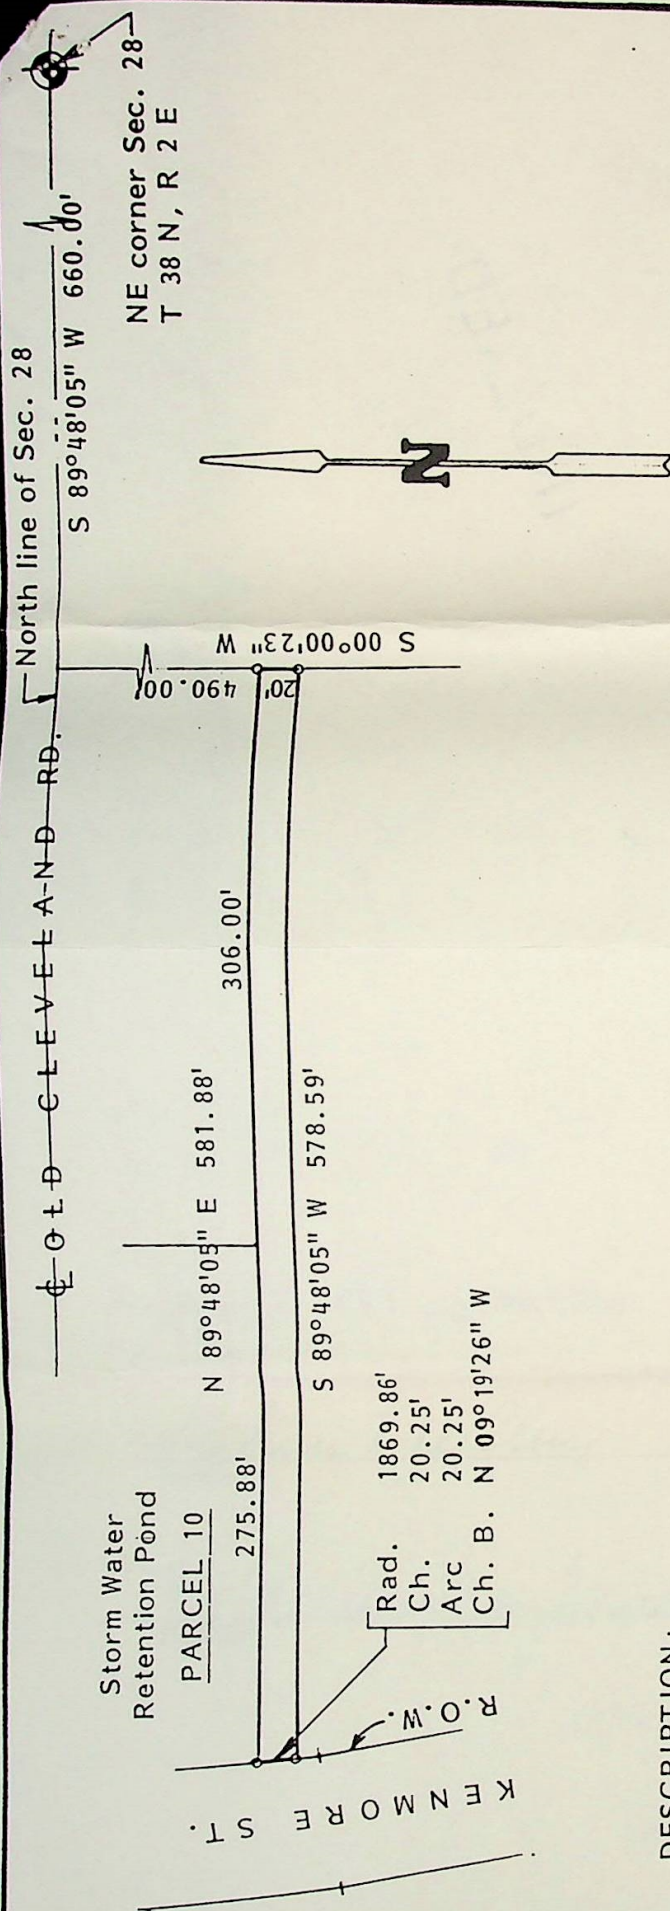 NE corner Sec. 28
T 38 N, R 2 E
North line of Sec. 28
S 89°48'05" W 660.00'
℄ OLD CLEVELAND RD.
S 00°00'23" W
490.00'
20'
306.00'
N 89°48'05" E 581.88'
S 89°48'05" W 578.59'
Storm Water
Retention Pond
PARCEL 10
275.88'
Rad. 1869.86'
Ch. 20.25'
Arc 20.25'
Ch. B. N 09°19'26" W
R.O.W.
KENMORE ST.
N
DESCRIPTION: